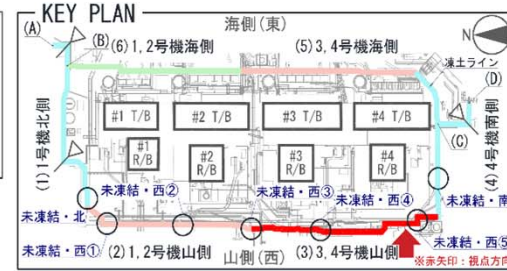 KEY PLAN
海側(東)
N
(A)
(B)
(6)1,2号機海側
(5)3,4号機海側
凍土ライン
(D)
(1)1号機北側
#1 T/B
#2 T/B
#3 T/B
#4 T/B
(C)
(4)4号機南側
#1
R/B
#2
R/B
#3
R/B
#4
R/B
未凍結・北
未凍結・西②
未凍結・西③
未凍結・西④
未凍結・南
未凍結・西①
(2)1,2号機山側
山側(西)
(3)3,4号機山側
未凍結・西⑤
※赤矢印:視点方向